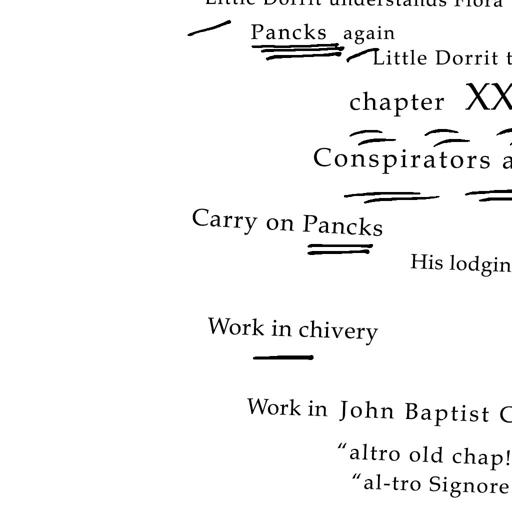 Little Dorrit understands Flora
Pancks again
Little Dorrit t
chapter XX
Conspirators a
Carry on Pancks
His lodgin
Work in chivery
Work in John Baptist C
“altro old chap!
“al-tro Signore